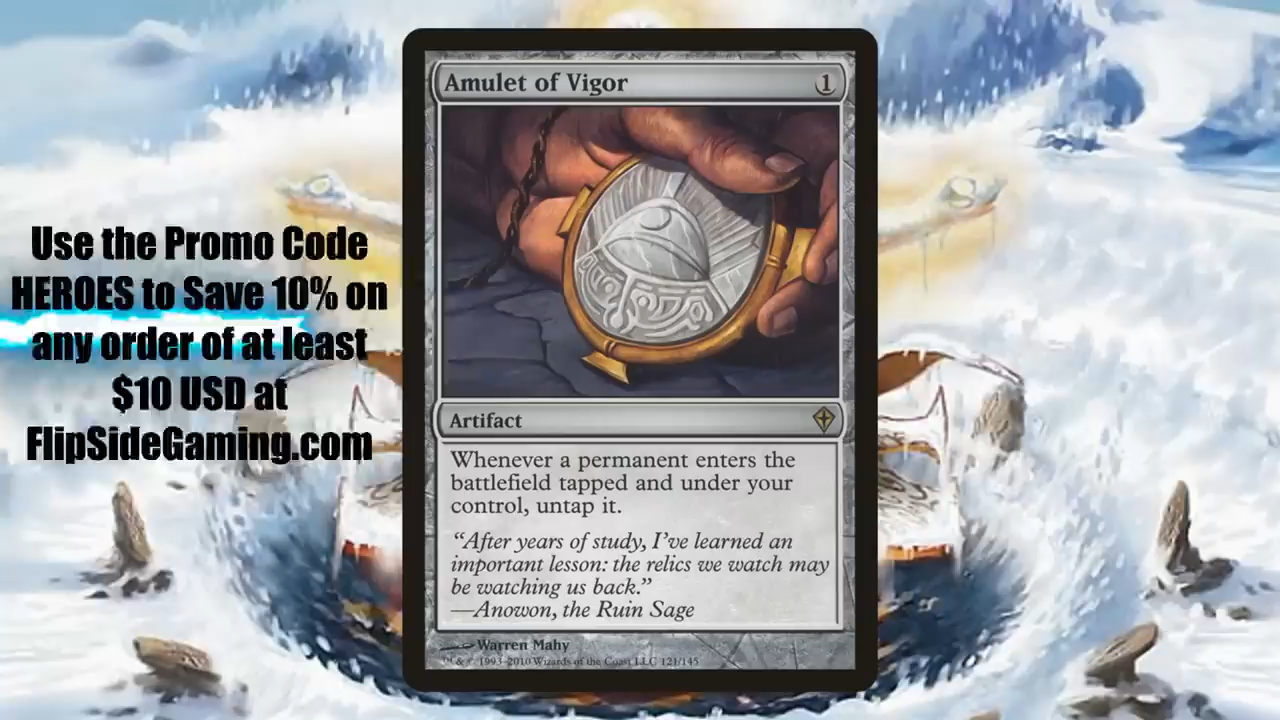 Use the Promo Code
HEROES to Save 10% on
any order of at least
$10 USD at
FlipSideGaming.com
Amulet of Vigor 1
Artifact
Whenever a permanent enters the
battlefield tapped and under your
control, untap it.
“After years of study, I’ve learned an
important lesson: the relics we watch may
be watching us back.”
—Anowon, the Ruin Sage
Warren Mahy
™ & © 1993–2010 Wizards of the Coast LLC 121/145